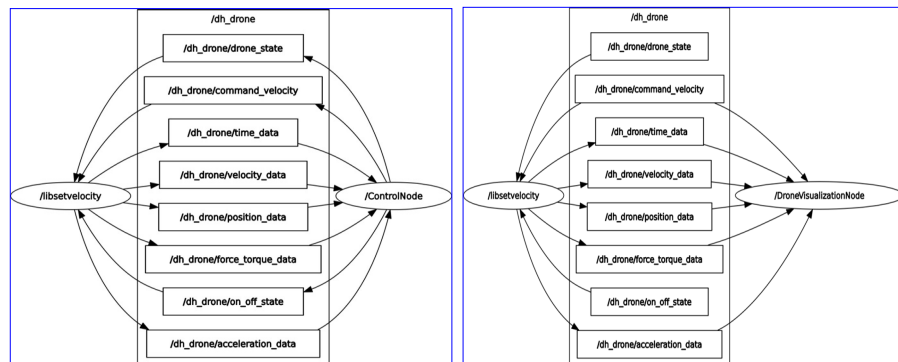 /dh_drone
/dh_drone/drone_state
/dh_drone/command_velocity
/dh_drone/time_data
/dh_drone/velocity_data
/libsetvelocity
/ControlNode
/dh_drone/position_data
/dh_drone/force_torque_data
/dh_drone/on_off_state
/dh_drone/acceleration_data
/dh_drone
/dh_drone/drone_state
/dh_drone/command_velocity
/dh_drone/time_data
/dh_drone/velocity_data
/libsetvelocity
/DroneVisualizationNode
/dh_drone/position_data
/dh_drone/force_torque_data
/dh_drone/on_off_state
/dh_drone/acceleration_data